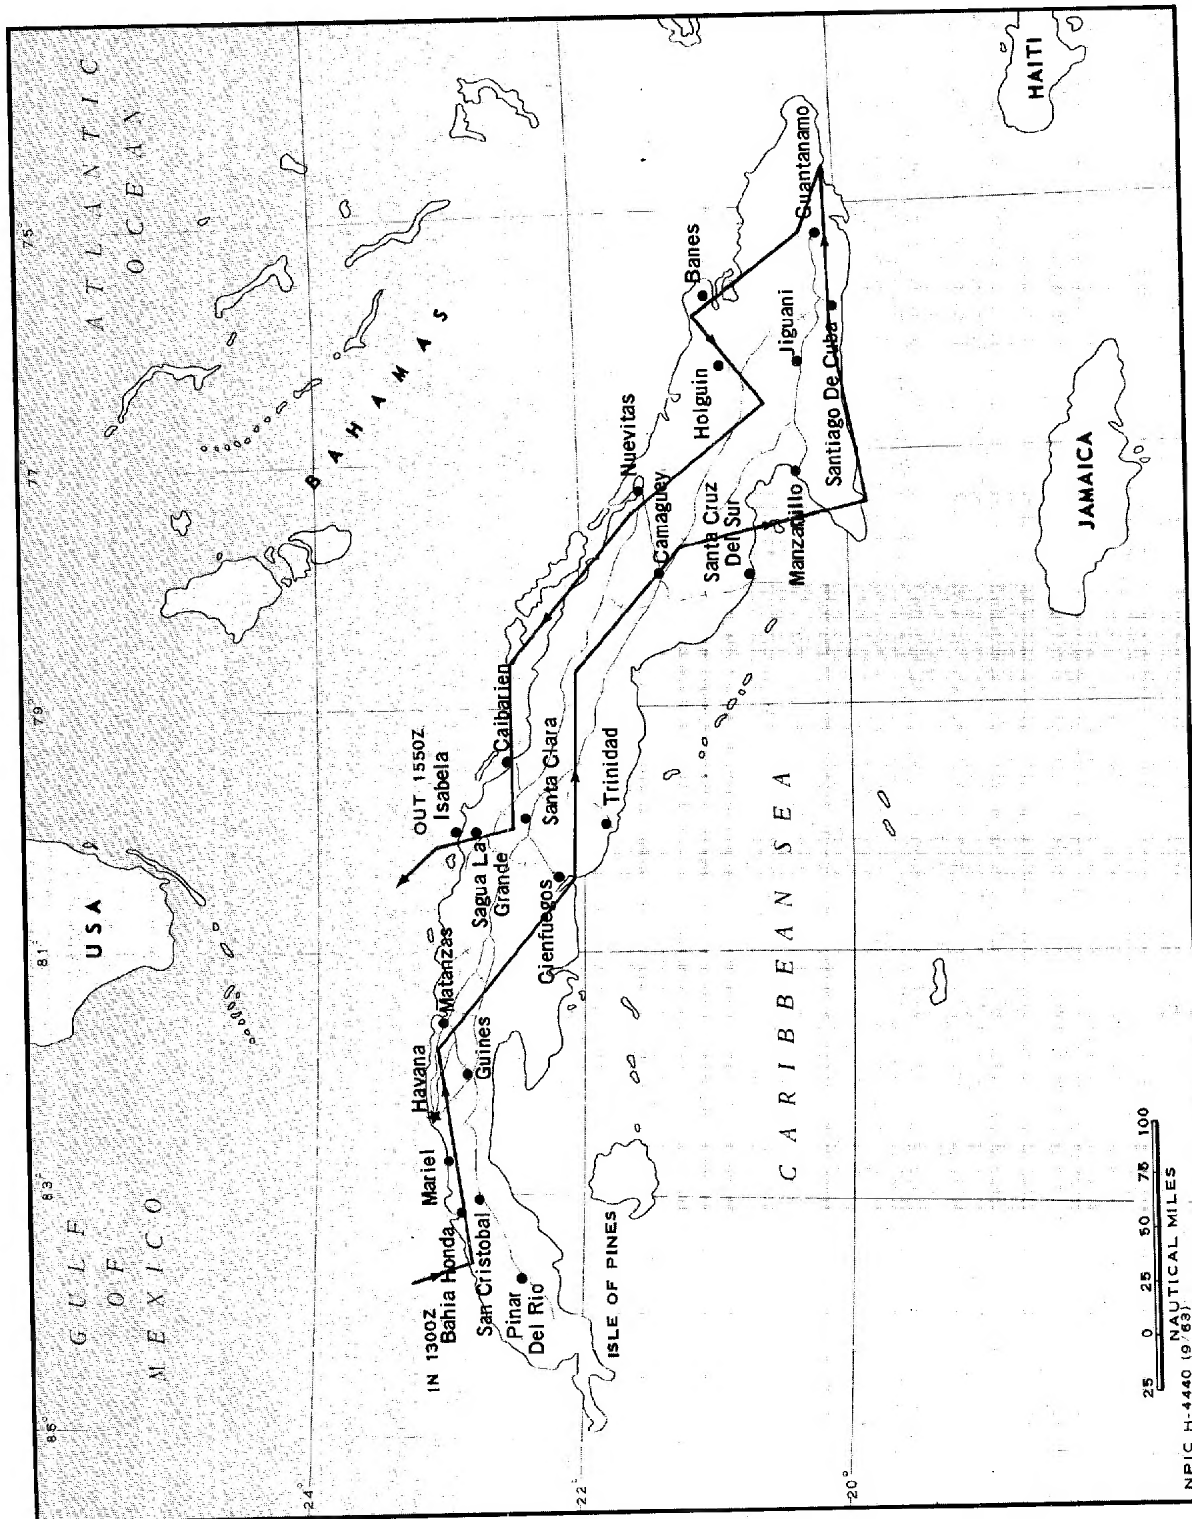 ATLANTIC
OCEAN
GULF
OF
MEXICO
USA
BAHAMAS
85°
83°
81°
79°
77°
75°
24°
22°
20°
IN 1300Z
Bahia Honda
Mariel
Havana
Matanzas
Guines
San Cristobal
Pinar
Del Rio
ISLE OF PINES
OUT 1550Z
Isabela
Sagua La
Grande
Caibarien
Santa Clara
Cienfuegos
Trinidad
Nuevitas
Camaguey
Santa Cruz
Del Sur
Manzanillo
Holguin
Banes
Jiguani
Santiago De Cuba
Guantanamo
CARIBBEAN SEA
JAMAICA
HAITI
25 0 25 50 75 100
NAUTICAL MILES
NPIC H-4440 (9/63)